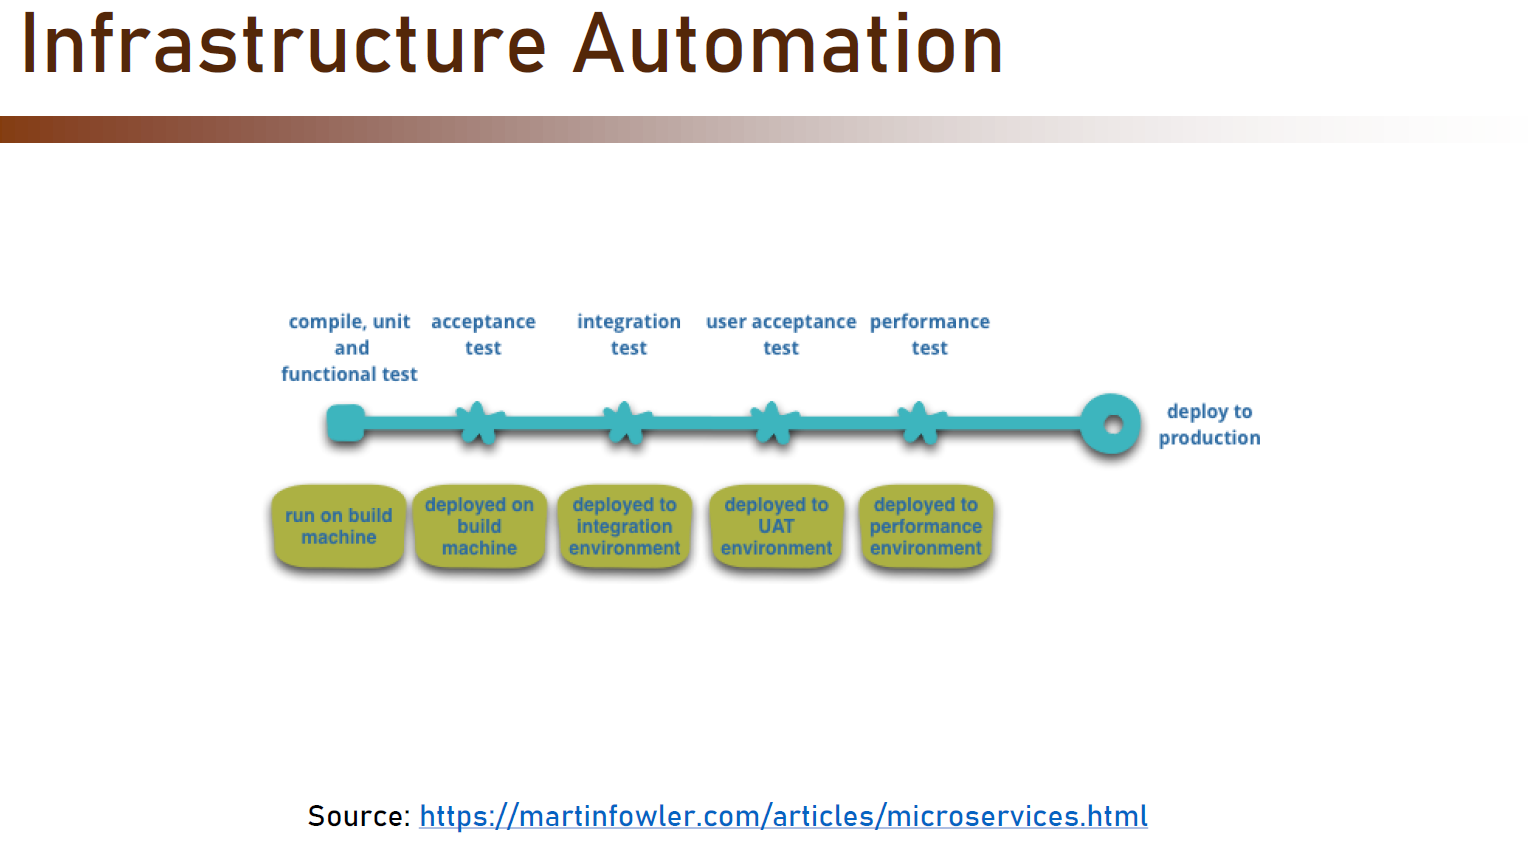 Infrastructure Automation
compile, unit
and
functional test
acceptance
test
integration
test
user acceptance
test
performance
test
deploy to
production
run on build
machine
deployed on
build
machine
deployed to
integration
environment
deployed to
UAT
environment
deployed to
performance
environment
Source: https://martinfowler.com/articles/microservices.html